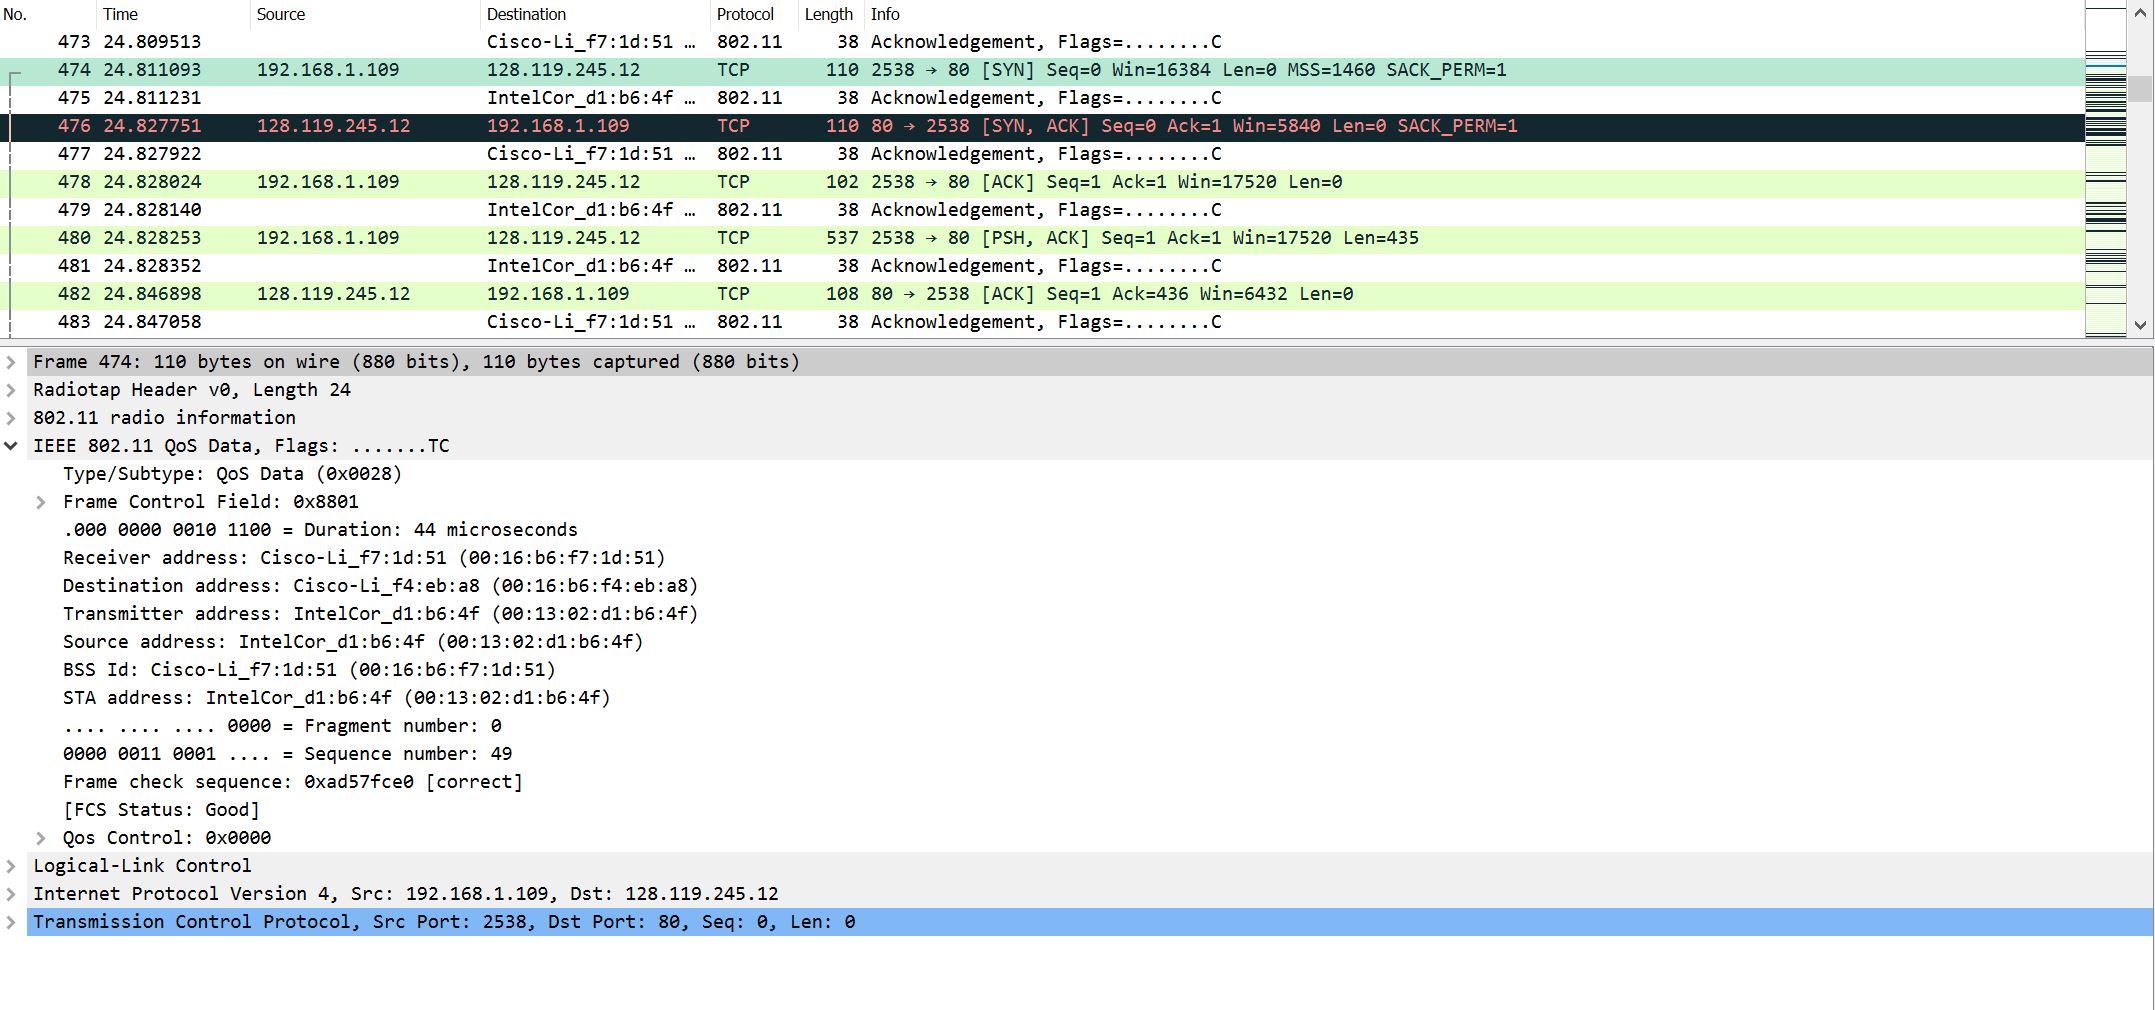 No. Time Source Destination Protocol Length Info
473 24.809513 Cisco-Li_f7:1d:51 … 802.11 38 Acknowledgement, Flags=........C
474 24.811093 192.168.1.109 128.119.245.12 TCP 110 2538 → 80 [SYN] Seq=0 Win=16384 Len=0 MSS=1460 SACK_PERM=1
475 24.811231 IntelCor_d1:b6:4f … 802.11 38 Acknowledgement, Flags=........C
476 24.827751 128.119.245.12 192.168.1.109 TCP 110 80 → 2538 [SYN, ACK] Seq=0 Ack=1 Win=5840 Len=0 SACK_PERM=1
477 24.827922 Cisco-Li_f7:1d:51 … 802.11 38 Acknowledgement, Flags=........C
478 24.828024 192.168.1.109 128.119.245.12 TCP 102 2538 → 80 [ACK] Seq=1 Ack=1 Win=17520 Len=0
479 24.828140 IntelCor_d1:b6:4f … 802.11 38 Acknowledgement, Flags=........C
480 24.828253 192.168.1.109 128.119.245.12 TCP 537 2538 → 80 [PSH, ACK] Seq=1 Ack=1 Win=17520 Len=435
481 24.828352 IntelCor_d1:b6:4f … 802.11 38 Acknowledgement, Flags=........C
482 24.846898 128.119.245.12 192.168.1.109 TCP 108 80 → 2538 [ACK] Seq=1 Ack=436 Win=6432 Len=0
483 24.847058 Cisco-Li_f7:1d:51 … 802.11 38 Acknowledgement, Flags=........C
Frame 474: 110 bytes on wire (880 bits), 110 bytes captured (880 bits)
Radiotap Header v0, Length 24
802.11 radio information
IEEE 802.11 QoS Data, Flags: .......TC
Type/Subtype: QoS Data (0x0028)
Frame Control Field: 0x8801
.000 0000 0010 1100 = Duration: 44 microseconds
Receiver address: Cisco-Li_f7:1d:51 (00:16:b6:f7:1d:51)
Destination address: Cisco-Li_f4:eb:a8 (00:16:b6:f4:eb:a8)
Transmitter address: IntelCor_d1:b6:4f (00:13:02:d1:b6:4f)
Source address: IntelCor_d1:b6:4f (00:13:02:d1:b6:4f)
BSS Id: Cisco-Li_f7:1d:51 (00:16:b6:f7:1d:51)
STA address: IntelCor_d1:b6:4f (00:13:02:d1:b6:4f)
.... .... .... 0000 = Fragment number: 0
0000 0011 0001 .... = Sequence number: 49
Frame check sequence: 0xad57fce0 [correct]
[FCS Status: Good]
Qos Control: 0x0000
Logical-Link Control
Internet Protocol Version 4, Src: 192.168.1.109, Dst: 128.119.245.12
Transmission Control Protocol, Src Port: 2538, Dst Port: 80, Seq: 0, Len: 0